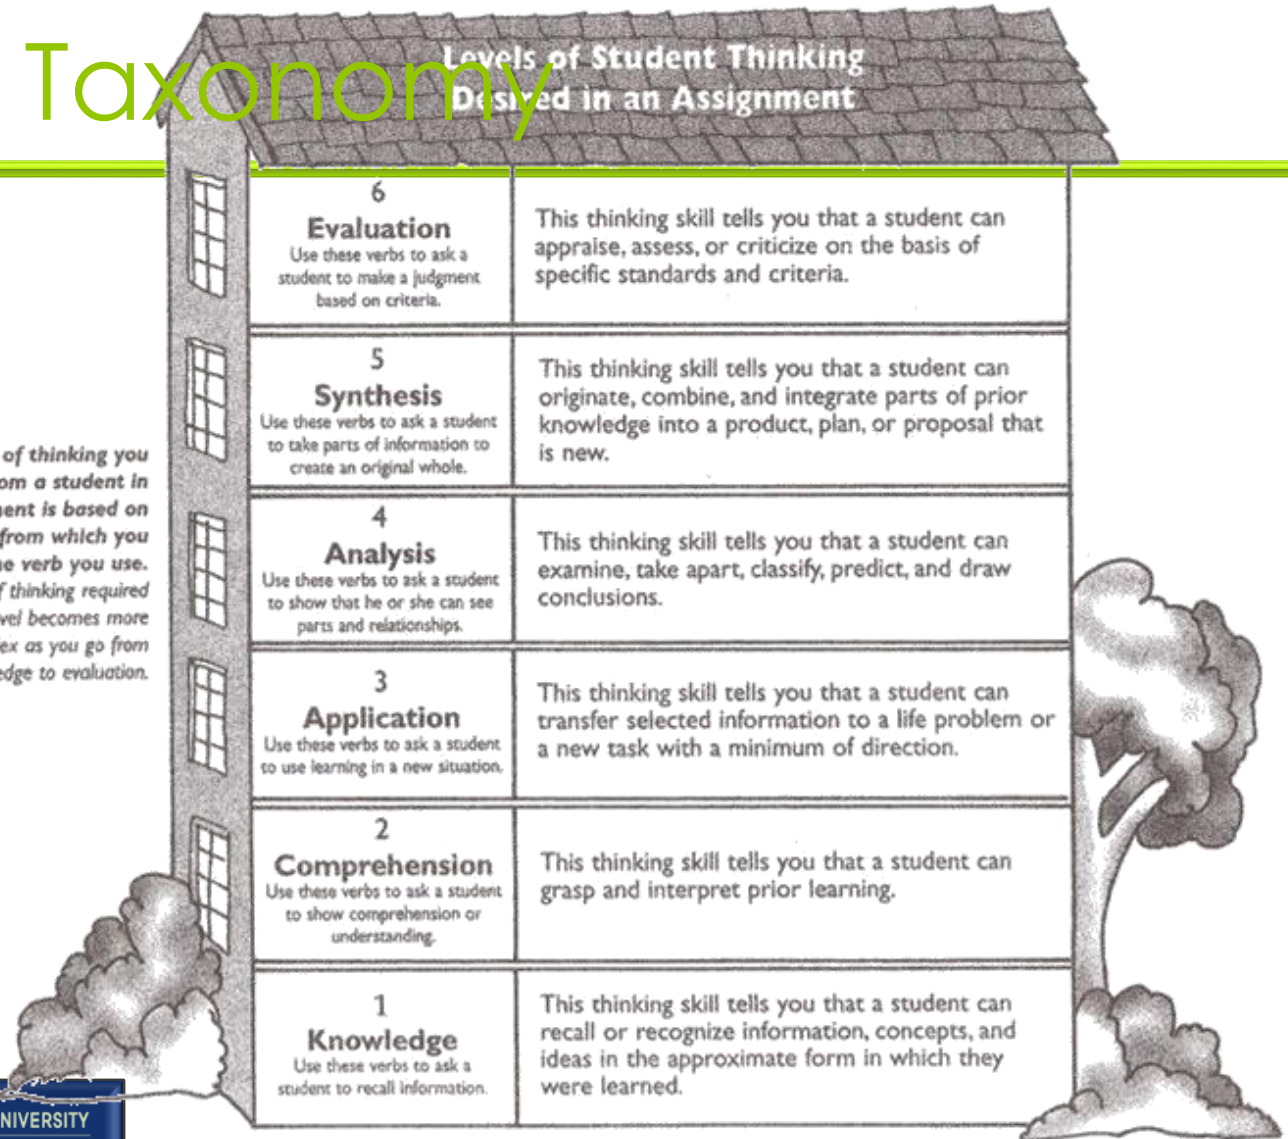 Taxonomy
Levels of Student Thinking
Desired in an Assignment
6
Evaluation
Use these verbs to ask a
student to make a judgment
based on criteria.
This thinking skill tells you that a student can
appraise, assess, or criticize on the basis of
specific standards and criteria.
5
Synthesis
Use these verbs to ask a student
to take parts of information to
create an original whole.
This thinking skill tells you that a student can
originate, combine, and integrate parts of prior
knowledge into a product, plan, or proposal that
is new.
4
Analysis
Use these verbs to ask a student
to show that he or she can see
parts and relationships.
This thinking skill tells you that a student can
examine, take apart, classify, predict, and draw
conclusions.
3
Application
Use these verbs to ask a student
to use learning in a new situation.
This thinking skill tells you that a student can
transfer selected information to a life problem or
a new task with a minimum of direction.
2
Comprehension
Use these verbs to ask a student
to show comprehension or
understanding.
This thinking skill tells you that a student can
grasp and interpret prior learning.
1
Knowledge
Use these verbs to ask a
student to recall information.
This thinking skill tells you that a student can
recall or recognize information, concepts, and
ideas in the approximate form in which they
were learned.
of thinking you
om a student in
ent is based on
from which you
e verb you use.
f thinking required
vel becomes more
ex as you go from
edge to evaluation.
NIVERSITY